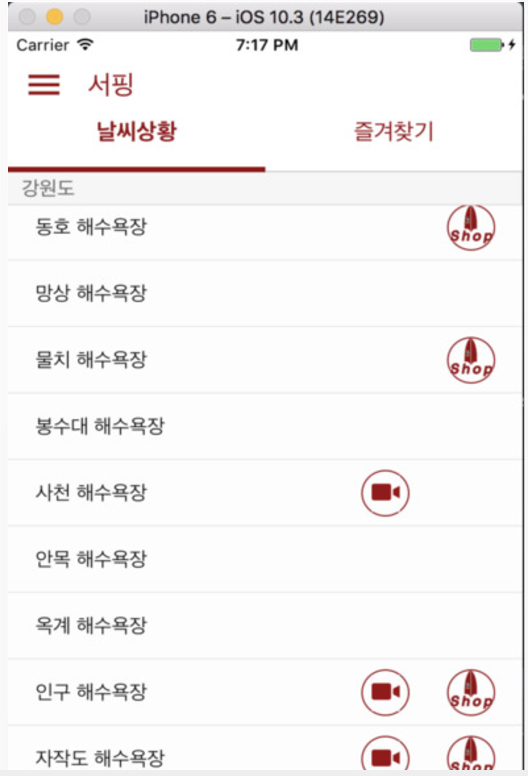 iPhone 6 – iOS 10.3 (14E269)
Carrier 7:17 PM
서핑
날씨상황 즐겨찾기
강원도
동호 해수욕장 Shop
망상 해수욕장
물치 해수욕장 Shop
봉수대 해수욕장
사천 해수욕장
안목 해수욕장
옥계 해수욕장
인구 해수욕장 Shop
자작도 해수욕장 Shop